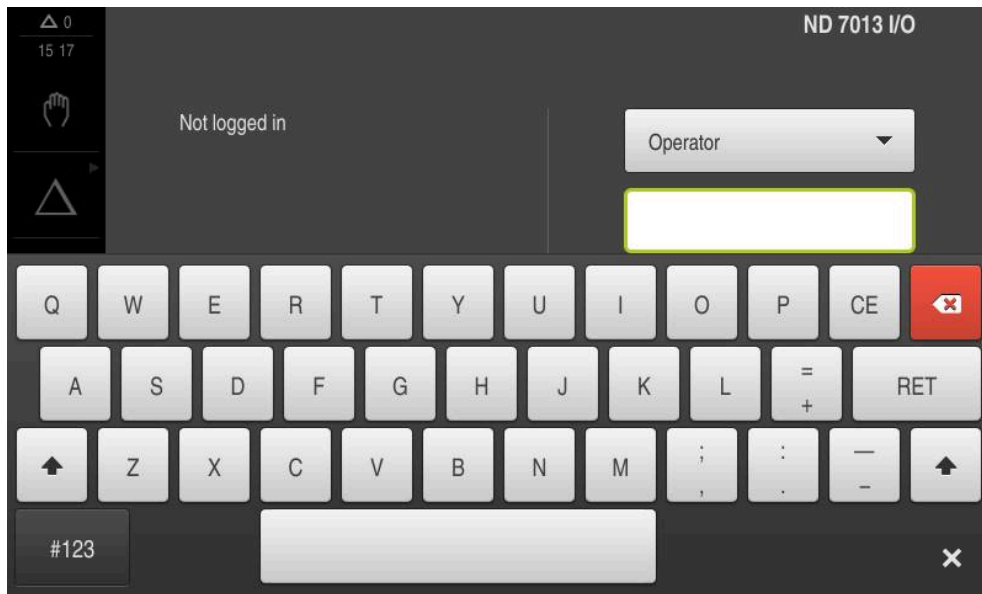 0
ND 7013 I/O
15 17
Not logged in
Operator
Q W E R T Y U I O P CE
A S D F G H J K L = + RET
Z X C V B N M ; , : . — –
#123